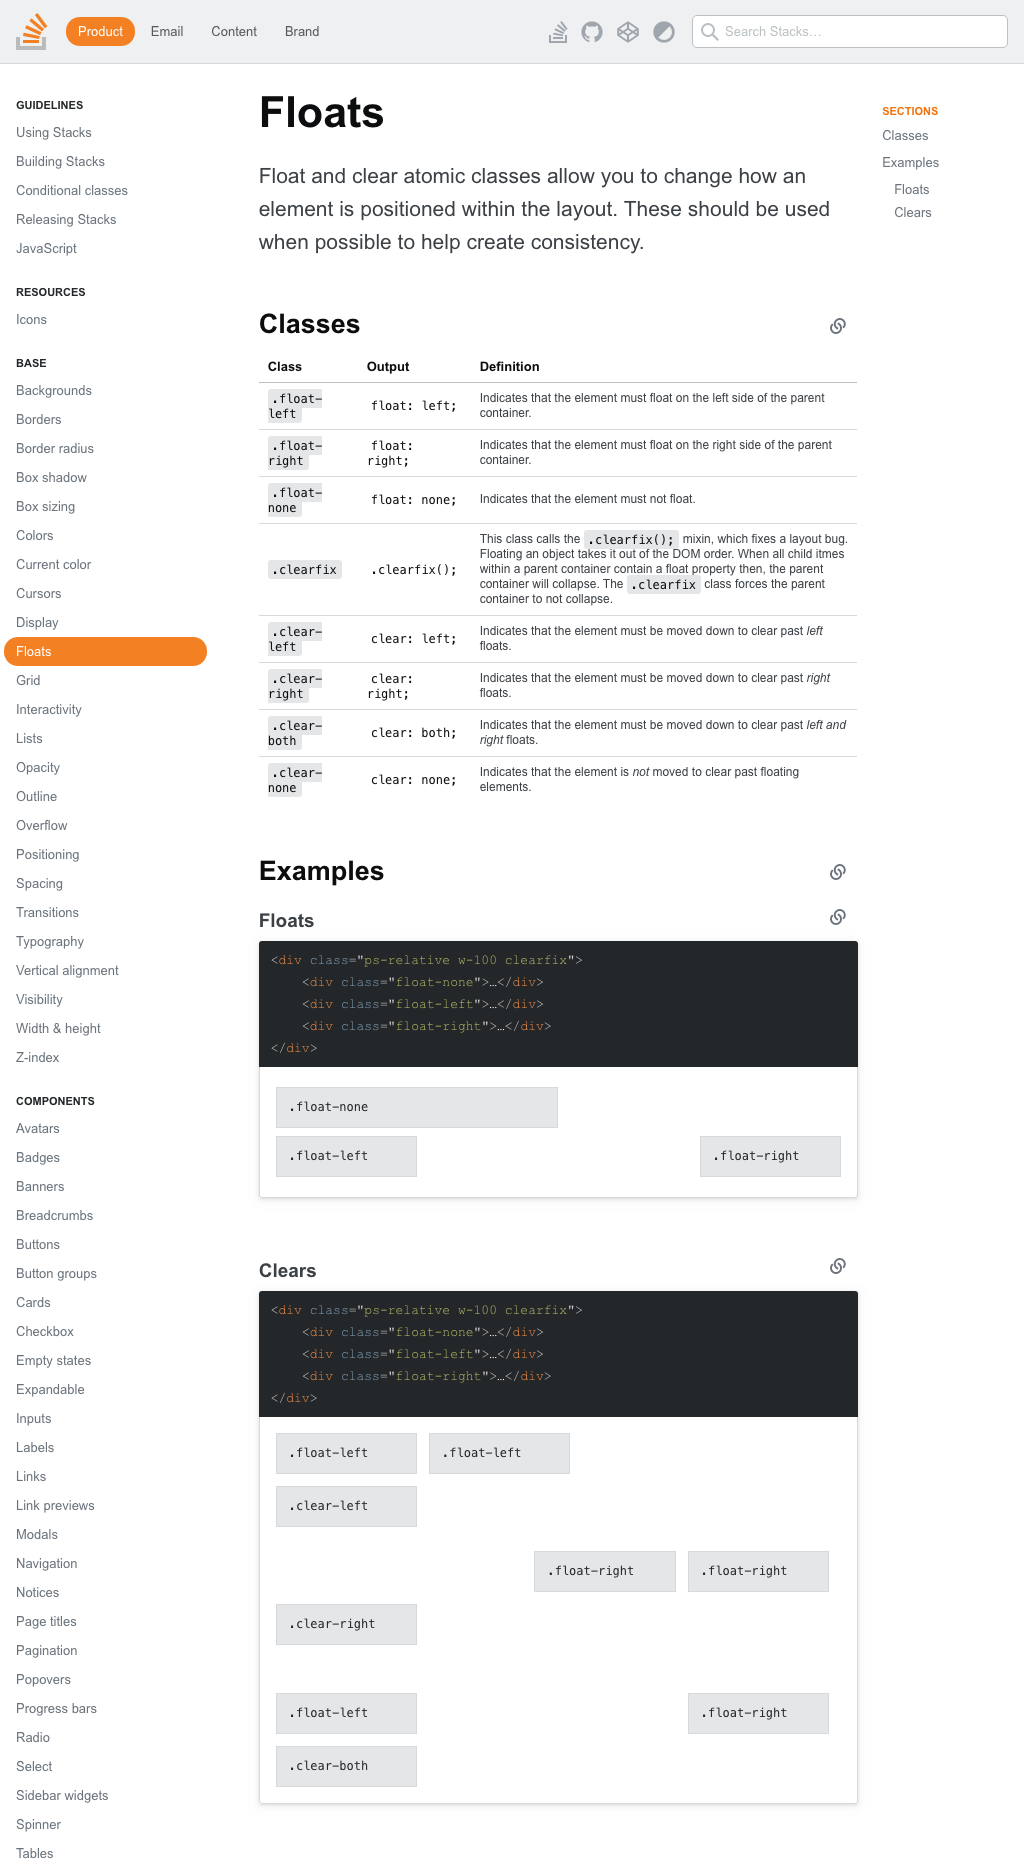 Product Email Content Brand
Search Stacks…
GUIDELINES
Using Stacks
Building Stacks
Conditional classes
Releasing Stacks
JavaScript
RESOURCES
Icons
BASE
Backgrounds
Borders
Border radius
Box shadow
Box sizing
Colors
Current color
Cursors
Display
Floats
Grid
Interactivity
Lists
Opacity
Outline
Overflow
Positioning
Spacing
Transitions
Typography
Vertical alignment
Visibility
Width & height
Z-index
COMPONENTS
Avatars
Badges
Banners
Breadcrumbs
Buttons
Button groups
Cards
Checkbox
Empty states
Expandable
Inputs
Labels
Links
Link previews
Modals
Navigation
Notices
Page titles
Pagination
Popovers
Progress bars
Radio
Select
Sidebar widgets
Spinner
Tables
Floats
Float and clear atomic classes allow you to change how an
element is positioned within the layout. These should be used
when possible to help create consistency.
Classes
Class Output Definition
.float-
left
float: left;
Indicates that the element must float on the left side of the parent
container.
.float-
right
float:
right;
Indicates that the element must float on the right side of the parent
container.
.float-
none
float: none;
Indicates that the element must not float.
.clearfix
.clearfix();
This class calls the .clearfix(); mixin, which fixes a layout bug.
Floating an object takes it out of the DOM order. When all child itmes
within a parent container contain a float property then, the parent
container will collapse. The .clearfix class forces the parent
container to not collapse.
.clear-
left
clear: left;
Indicates that the element must be moved down to clear past left
floats.
.clear-
right
clear:
right;
Indicates that the element must be moved down to clear past right
floats.
.clear-
both
clear: both;
Indicates that the element must be moved down to clear past left and
right floats.
.clear-
none
clear: none;
Indicates that the element is not moved to clear past floating
elements.
Examples
Floats
<div class="ps-relative w-100 clearfix">
<div class="float-none">…</div>
<div class="float-left">…</div>
<div class="float-right">…</div>
</div>
.float-none
.float-left .float-right
Clears
<div class="ps-relative w-100 clearfix">
<div class="float-none">…</div>
<div class="float-left">…</div>
<div class="float-right">…</div>
</div>
.float-left .float-left
.clear-left
.float-right .float-right
.clear-right
.float-left .float-right
.clear-both
SECTIONS
Classes
Examples
Floats
Clears